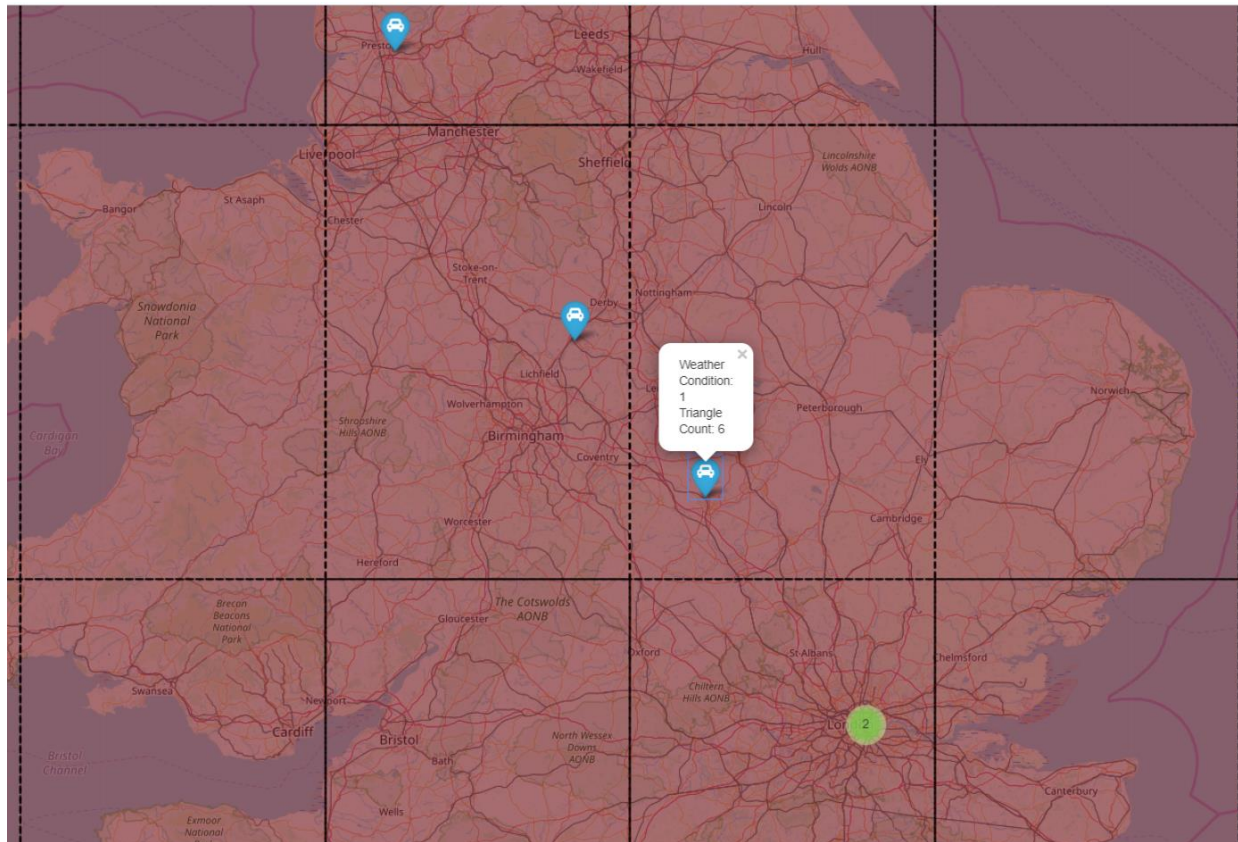 Preston
Leeds
Hull
Wakefield
Manchester
Liverpool
Sheffield
Lincolnshire
Wolds AONB
Bangor
St Asaph
Chester
Lincoln
Stoke-on-
Trent
Snowdonia
National
Park
Derby
Nottingham
Weather
Condition:
1
Triangle
Count: 6
Lichfield
Wolverhampton
Peterborough
Norwich
Shropshire
Hills AONB
Birmingham
Cardigan
Bay
Coventry
Ely
Worcester
Cambridge
Hereford
The Cotswolds
AONB
Brecon
Beacons
National
Park
Gloucester
Oxford
St Albans
Chelmsford
Swansea
Newport
Chiltern
Hills AONB
Cardiff
Bristol
North Wessex
Downs
AONB
Lon
2
Bristol
Channel
Bath
Canterbury
Wells
Exmoor
National